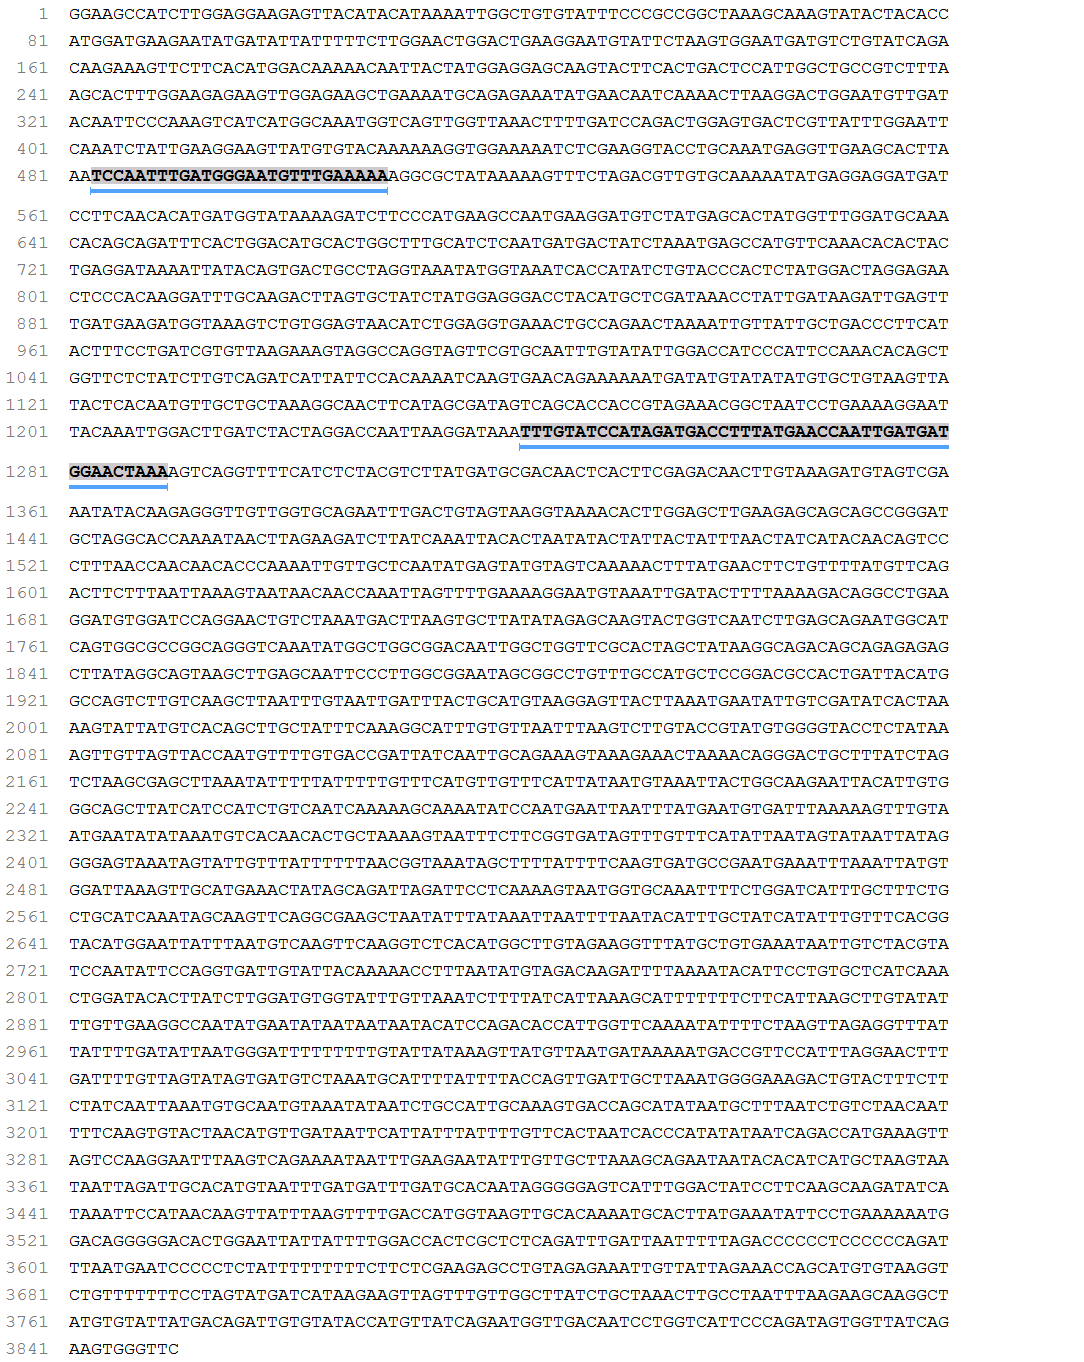 1 GGAAGCCATCTTGGAGGAAGAGTTACATACATAAAATTGGCTGTGTATTTCCCGCCGGCTAAAGCAAAGTATACTACACC
81 ATGGATGAAGAATATGATATTATTTTTCTTGGAACTGGACTGAAGGAATGTATTCTAAGTGGAATGATGTCTGTATCAGA
161 CAAGAAAGTTCTTCACATGGACAAAAACAATTACTATGGAGGAGCAAGTACTTCACTGACTCCATTGGCTGCCGTCTTTA
241 AGCACTTTGGAAGAGAAGTTGGAGAAGCTGAAAATGCAGAGAAATATGAACAATCAAAACTTAAGGACTGGAATGTTGAT
321 ACAATTCCCAAAGTCATCATGGCAAATGGTCAGTTGGTTAAACTTTTGATCCAGACTGGAGTGACTCGTTATTTGGAATT
401 CAAATCTATTGAAGGAAGTTATGTGTACAAAAAAGGTGGAAAAATCTCGAAGGTACCTGCAAATGAGGTTGAAGCACTTA
481 AATCCAATTTGATGGGAATGTTTGAAAAAAGGCGCTATAAAAAGTTTCTAGACGTTGTGCAAAAATATGAGGAGGATGAT
561 CCTTCAACACATGATGGTATAAAAGATCTTCCCATGAAGCCAATGAAGGATGTCTATGAGCACTATGGTTTGGATGCAAA
641 CACAGCAGATTTCACTGGACATGCACTGGCTTTGCATCTCAATGATGACTATCTAAATGAGCCATGTTCAAACACACTAC
721 TGAGGATAAAATTATACAGTGACTGCCTAGGTAAATATGGTAAATCACCATATCTGTACCCACTCTATGGACTAGGAGAA
801 CTCCCACAAGGATTTGCAAGACTTAGTGCTATCTATGGAGGGACCTACATGCTCGATAAACCTATTGATAAGATTGAGTT
881 TGATGAAGATGGTAAAGTCTGTGGAGTAACATCTGGAGGTGAAACTGCCAGAACTAAAATTGTTATTGCTGACCCTTCAT
961 ACTTTCCTGATCGTGTTAAGAAAGTAGGCCAGGTAGTTCGTGCAATTTGTATATTGGACCATCCCATTCCAAACACAGCT
1041 GGTTCTCTATCTTGTCAGATCATTATTCCACAAAATCAAGTGAACAGAAAAAATGATATGTATATATGTGCTGTAAGTTA
1121 TACTCACAATGTTGCTGCTAAAGGCAACTTCATAGCGATAGTCAGCACCACCGTAGAAACGGCTAATCCTGAAAAGGAAT
1201 TACAAATTGGACTTGATCTACTAGGACCAATTAAGGATAAATTTGTATCCATAGATGACCTTTATGAACCAATTGATGAT
1281 GGAACTAAAAGTCAGGTTTTCATCTCTACGTCTTATGATGCGACAACTCACTTCGAGACAACTTGTAAAGATGTAGTCGA
1361 AATATACAAGAGGGTTGTTGGTGCAGAATTTGACTGTAGTAAGGTAAAACACTTGGAGCTTGAAGAGCAGCAGCCGGGAT
1441 GCTAGGCACCAAAATAACTTAGAAGATCTTATCAAATTACACTAATATACTATTACTATTTAACTATCATACAACAGTCC
1521 CTTTAACCAACAACACCCAAAATTGTTGCTCAATATGAGTATGTAGTCAAAAACTTTATGAACTTCTGTTTTATGTTCAG
1601 ACTTCTTTAATTAAAGTAATAACAACCAAATTAGTTTTGAAAAGGAATGTAAATTGATACTTTTAAAAGACAGGCCTGAA
1681 GGATGTGGATCCAGGAACTGTCTAAATGACTTAAGTGCTTATATAGAGCAAGTACTGGTCAATCTTGAGCAGAATGGCAT
1761 CAGTGGCGCCGGCAGGGTCAAATATGGCTGGCGGACAATTGGCTGGTTCGCACTAGCTATAAGGCAGACAGCAGAGAGAG
1841 CTTATAGGCAGTAAGCTTGAGCAATTCCCTTGGCGGAATAGCGGCCTGTTTGCCATGCTCCGGACGCCACTGATTACATG
1921 GCCAGTCTTGTCAAGCTTAATTTGTAATTGATTTACTGCATGTAAGGAGTTACTTAAATGAATATTGTCGATATCACTAA
2001 AAGTATTATGTCACAGCTTGCTATTTCAAAGGCATTTGTGTTAATTTAAGTCTTGTACCGTATGTGGGGTACCTCTATAA
2081 AGTTGTTAGTTACCAATGTTTTGTGACCGATTATCAATTGCAGAAAGTAAAGAAACTAAAACAGGGACTGCTTTATCTAG
2161 TCTAAGCGAGCTTAAATATTTTTATTTTTGTTTCATGTTGTTTCATTATAATGTAAATTACTGGCAAGAATTACATTGTG
2241 GGCAGCTTATCATCCATCTGTCAATCAAAAAGCAAAATATCCAATGAATTAATTTATGAATGTGATTTAAAAAGTTTGTA
2321 ATGAATATATAAATGTCACAACACTGCTAAAAGTAATTTCTTCGGTGATAGTTTGTTTCATATTAATAGTATAATTATAG
2401 GGGAGTAAATAGTATTGTTTATTTTTTAACGGTAAATAGCTTTTATTTTCAAGTGATGCCGAATGAAATTTAAATTATGT
2481 GGATTAAAGTTGCATGAAACTATAGCAGATTAGATTCCTCAAAAGTAATGGTGCAAATTTTCTGGATCATTTGCTTTCTG
2561 CTGCATCAAATAGCAAGTTCAGGCGAAGCTAATATTTATAAATTAATTTTAATACATTTGCTATCATATTTGTTTCACGG
2641 TACATGGAATTATTTAATGTCAAGTTCAAGGTCTCACATGGCTTGTAGAAGGTTTATGCTGTGAAATAATTGTCTACGTA
2721 TCCAATATTCCAGGTGATTGTATTACAAAAACCTTTAATATGTAGACAAGATTTTAAAATACATTCCTGTGCTCATCAAA
2801 CTGGATACACTTATCTTGGATGTGGTATTTGTTAAATCTTTTATCATTAAAGCATTTTTTTCTTCATTAAGCTTGTATAT
2881 TTGTTGAAGGCCAATATGAATATAATAATAATACATCCAGACACCATTGGTTCAAAATATTTTCTAAGTTAGAGGTTTAT
2961 TATTTTGATATTAATGGGATTTTTTTTTGTATTATAAAGTTATGTTAATGATAAAAATGACCGTTCCATTTAGGAACTTT
3041 GATTTTGTTAGTATAGTGATGTCTAAATGCATTTTATTTTACCAGTTGATTGCTTAAATGGGGAAAGACTGTACTTTCTT
3121 CTATCAATTAAATGTGCAATGTAAATATAATCTGCCATTGCAAAGTGACCAGCATATAATGCTTTAATCTGTCTAACAAT
3201 TTTCAAGTGTACTAACATGTTGATAATTCATTATTTATTTTGTTCACTAATCACCCATATATAATCAGACCATGAAAGTT
3281 AGTCCAAGGAATTTAAGTCAGAAAATAATTTGAAGAATATTTGTTGCTTAAAGCAGAATAATACACATCATGCTAAGTAA
3361 TAATTAGATTGCACATGTAATTTGATGATTTGATGCACAATAGGGGGAGTCATTTGGACTATCCTTCAAGCAAGATATCA
3441 TAAATTCCATAACAAGTTATTTAAGTTTTGACCATGGTAAGTTGCACAAAATGCACTTATGAAATATTCCTGAAAAAATG
3521 GACAGGGGGACACTGGAATTATTATTTTGGACCACTCGCTCTCAGATTTGATTAATTTTTAGACCCCCCTCCCCCCAGAT
3601 TTAATGAATCCCCCTCTATTTTTTTTTCTTCTCGAAGAGCCTGTAGAGAAATTGTTATTAGAAACCAGCATGTGTAAGGT
3681 CTGTTTTTTTCCTAGTATGATCATAAGAAGTTAGTTTGTTGGCTTATCTGCTAAACTTGCCTAATTTAAGAAGCAAGGCT
3761 ATGTGTATTATGACAGATTGTGTATACCATGTTATCAGAATGGTTGACAATCCTGGTCATTCCCAGATAGTGGTTATCAG
3841 AAGTGGGTTC